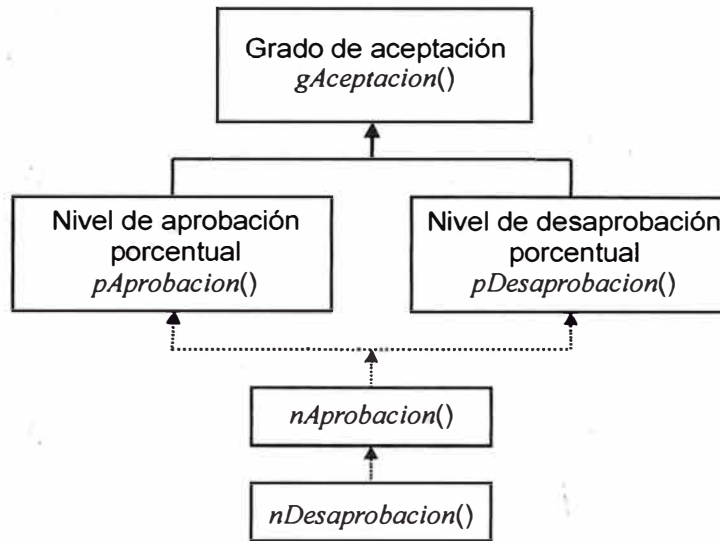 Grado de aceptación
gAceptacion()
Nivel de aprobación
porcentual
pAprobacion()
Nivel de desaprobación
porcentual
pDesaprobacion()
nAprobacion()
nDesaprobacion()